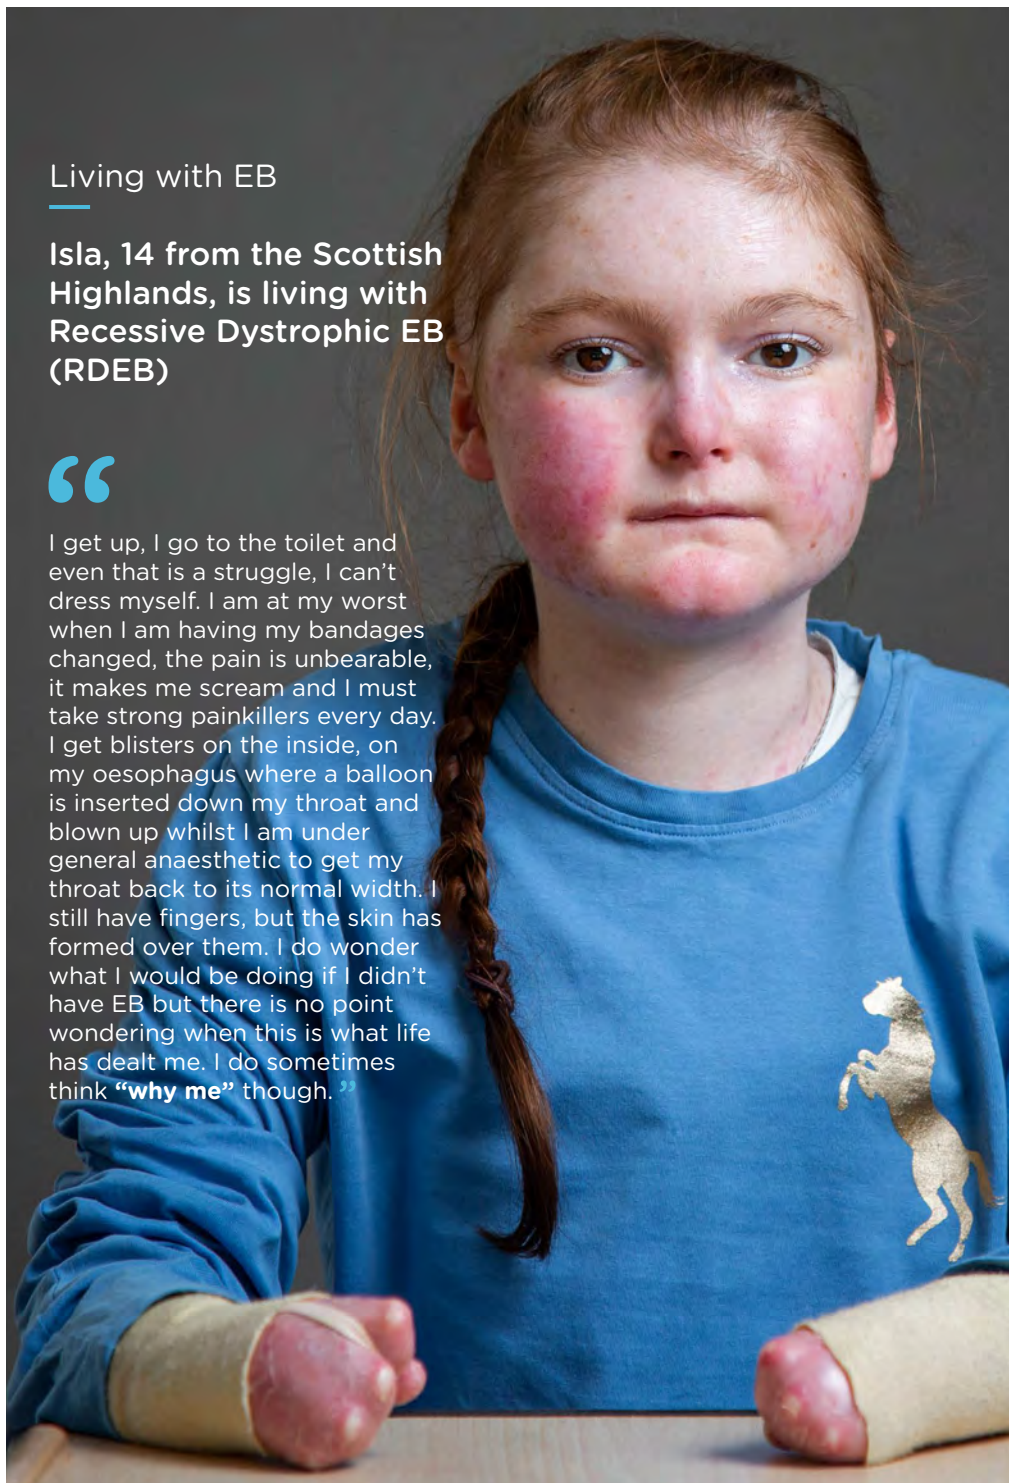 Living with EB
Isla, 14 from the Scottish
Highlands, is living with
Recessive Dystrophic EB
(RDEB)
“
I get up, I go to the toilet and
even that is a struggle, I can’t
dress myself. I am at my worst
when I am having my bandages
changed, the pain is unbearable,
it makes me scream and I must
take strong painkillers every day.
I get blisters on the inside, on
my oesophagus where a balloon
is inserted down my throat and
blown up whilst I am under
general anaesthetic to get my
throat back to its normal width. I
still have fingers, but the skin has
formed over them. I do wonder
what I would be doing if I didn’t
have EB but there is no point
wondering when this is what life
has dealt me. I do sometimes
think “why me” though. ”